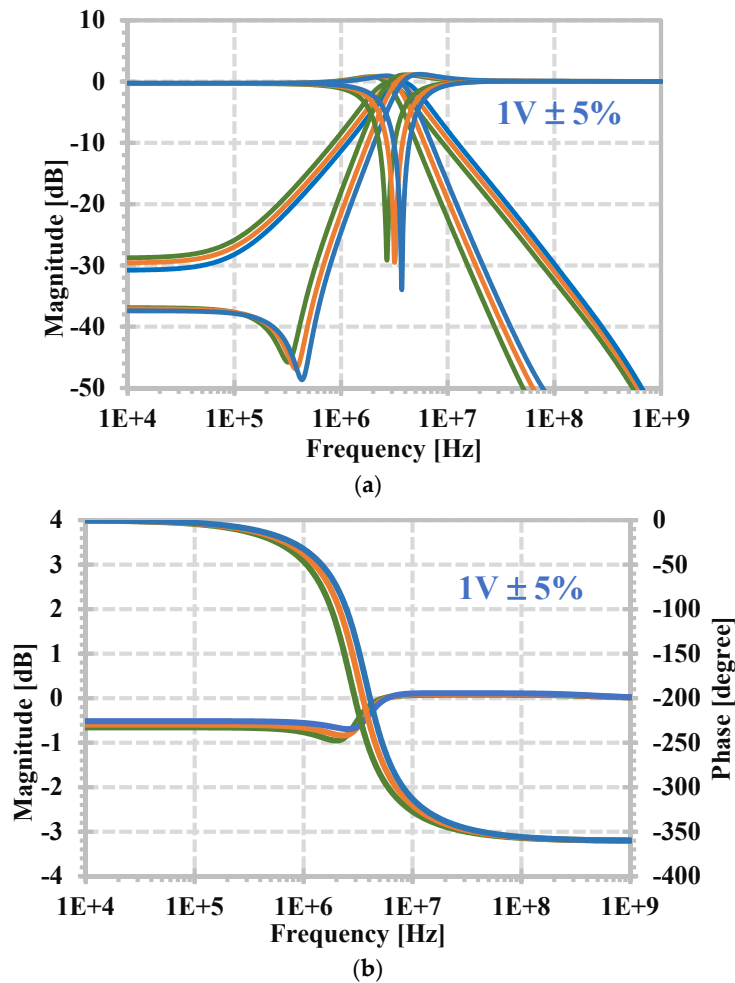 10
0
-10
-20
-30
-40
-50
Magnitude [dB]
1V ± 5%
1E+4 1E+5 1E+6 1E+7 1E+8 1E+9
Frequency [Hz]
(a)
4
3
2
1
0
-1
-2
-3
-4
Magnitude [dB]
1V ± 5%
0
-50
-100
-150
-200
-250
-300
-350
-400
Phase [degree]
1E+4 1E+5 1E+6 1E+7 1E+8 1E+9
Frequency [Hz]
(b)